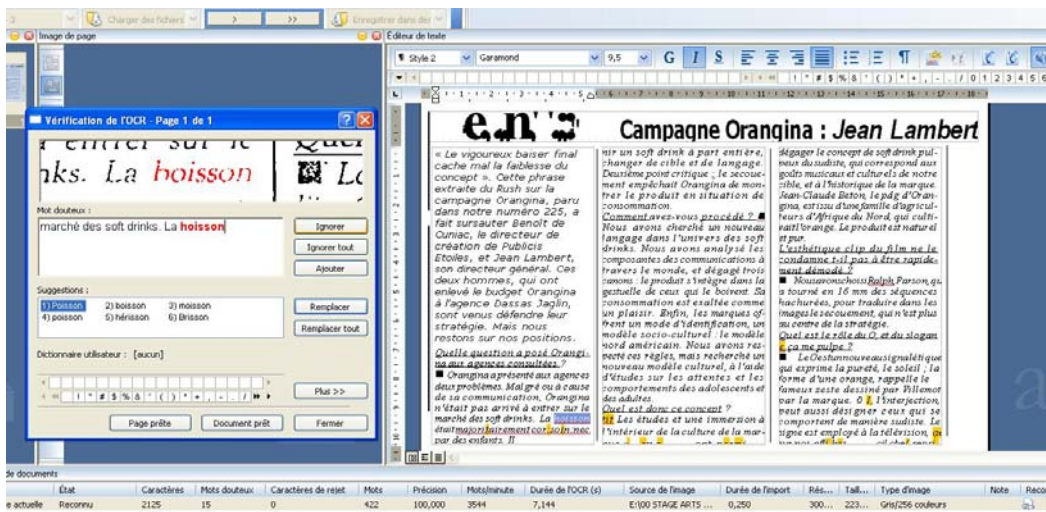 Charger des fichiers
Enregistrer dans des
Image de page
Éditeur de texte
Style 2 Garamond 9,5 G I S
Vérification de l'OCR - Page 1 de 1
nks. La hoisson
Mot douteux :
marché des soft drinks. La hoisson
Ignorer
Ignorer tout
Ajouter
Suggestions :
1) Poisson 2) boisson 3) moisson
4) poisson 5) hérisson 6) Brisson
Remplacer
Remplacer tout
Dictionnaire utilisateur : [aucun]
Plus >>
Page prête Document prêt Fermer
Campagne Orangina : Jean Lambert
« Le vigoureux baiser final
cache mal la faiblesse du
concept ». Cette phrase
extraite du Rush sur la
campagne Orangina, paru
dans notre numéro 225, a
fait sursauter Benoît de
Cuniac, le directeur de
création de Publicis
Etoiles, et Jean Lambert,
son directeur général. Ces
deux hommes, qui ont
enlevé le budget Orangina
à l'agence Dassas Jaglin,
sont venus défendre leur
stratégie. Mais nous
restons sur nos positions.
Quelle question a posé Orangi-
na aux agences consultées ?
■ Orangina a présenté aux agences
deux problèmes. Malgré ou à cause
de sa communication, Orangina
n'était pas arrivé à entrer sur le
marché des soft drinks. La hoisson
était majoritairement
par des enfants. Il
nir un soft drink à part entière,
changer de cible et de langage.
Deuxième point critique ; le secoue-
ment empêchait Orangina de mon-
trer le produit en situation de
consommation.
Comment avez-vous procédé ? ■
Nous avons cherché un nouveau
langage dans l'univers des soft
drinks. Nous avons analysé les
composantes des communications à
travers le monde, et dégagé trois
canons : le produit s'intègre dans la
gestuelle de ceux qui le boivent. Sa
consommation est exaltée comme
un plaisir. Enfin, les marques of-
frent un mode d'identification, un
modèle socio-culturel : le modèle
nord américain. Nous avons res-
pecté ces règles, mais recherché un
nouveau modèle culturel, à l'aide
d'études sur les attentes et les
comportements des adolescents et
des adultes.
Quel est donc ce concept ?
Les études et une immersion à
l'intérieur de la culture de la mar-
dégager le concept de soft drink pul-
peux du sudiste, qui correspond aux
goûts musicaux et culturels de notre
cible, et à l'historique de la marque.
Jean-Claude Beton, le pdg d'Oran-
gina, est issu d'une famille d'agricul-
teurs d'Afrique du Nord, qui culti-
vait l'orange. Le produit est naturel
et pur.
L'esthétique clip du film ne le
condamne t-il pas à être rapide-
ment démodé ?
■ Nous avons choisi Ralph Parson, qu
a tourné en 16 mm des séquences
hachurées, pour traduire dans les
images le secouement, qui n'est plus
au centre de la stratégie.
Quel est le rôle du O, et du slogan
ça me pulpe ?
■ Le O est un nouveau signalétique
qui exprime la pureté, le soleil ; la
forme d'une orange, rappelle le
fameux zeste dessiné par Villemot
par la marque. O l, l'interjection,
peut aussi désigner ceux qui se
comportent de manière sudiste. Le
signe est employé à la télévision,
de documents
État Caractères Mots douteux Caractères de rejet Mots Précision Mots/minute Durée de l'OCR (s) Source de l'image Durée de l'import Rés... Taill... Type d'image Note Reco
e actuelle Reconnu 2125 15 0 422 100,000 3544 7,144 E:\00 STAGE ARTS ... 0,250 300... 223... Gris/256 couleurs